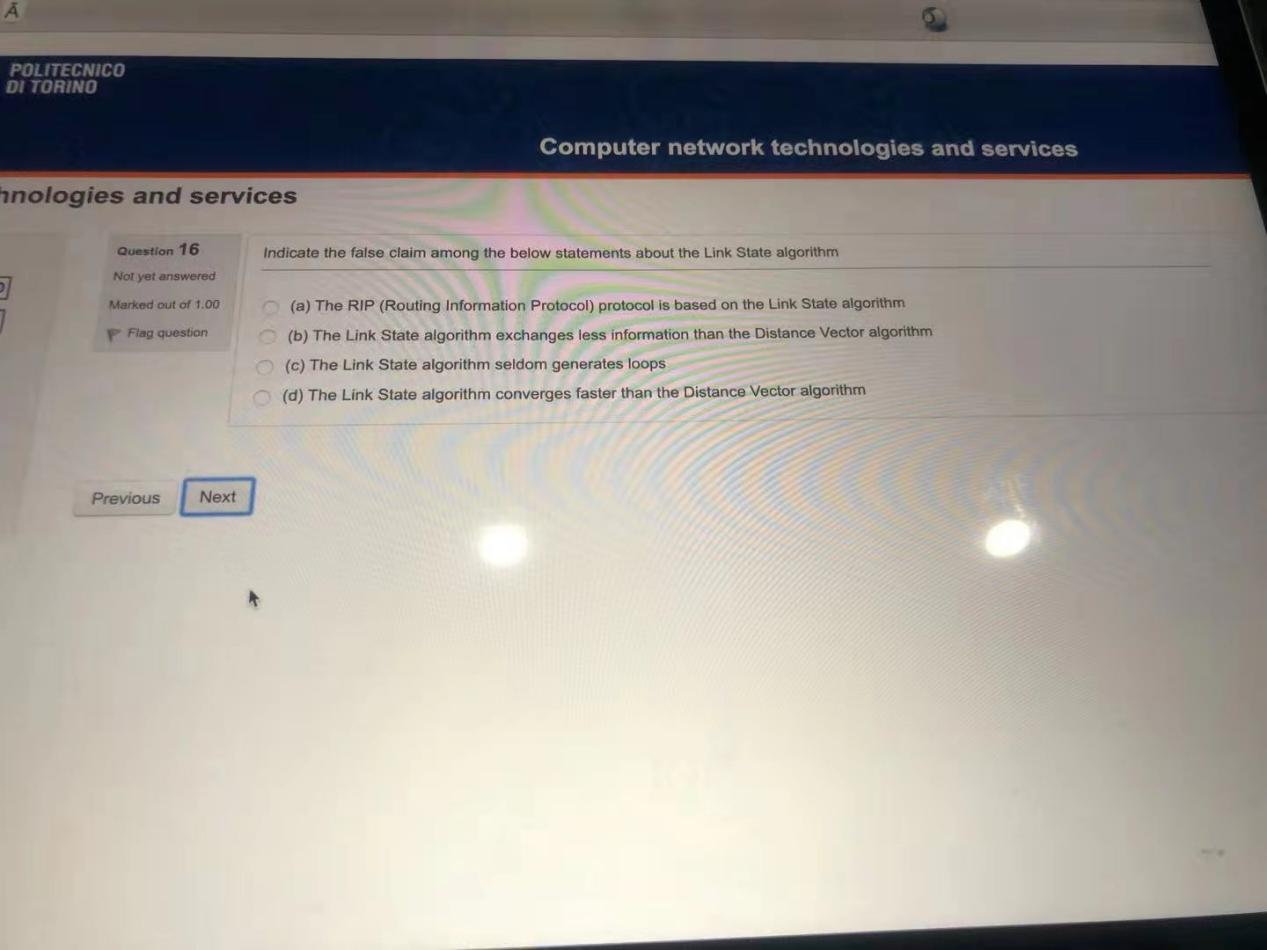 Ā
POLITECNICO
DI TORINO
Computer network technologies and services
hnologies and services
Question 16
Not yet answered
Marked out of 1.00
Flag question
Indicate the false claim among the below statements about the Link State algorithm
(a) The RIP (Routing Information Protocol) protocol is based on the Link State algorithm
(b) The Link State algorithm exchanges less information than the Distance Vector algorithm
(c) The Link State algorithm seldom generates loops
(d) The Link State algorithm converges faster than the Distance Vector algorithm
Previous Next